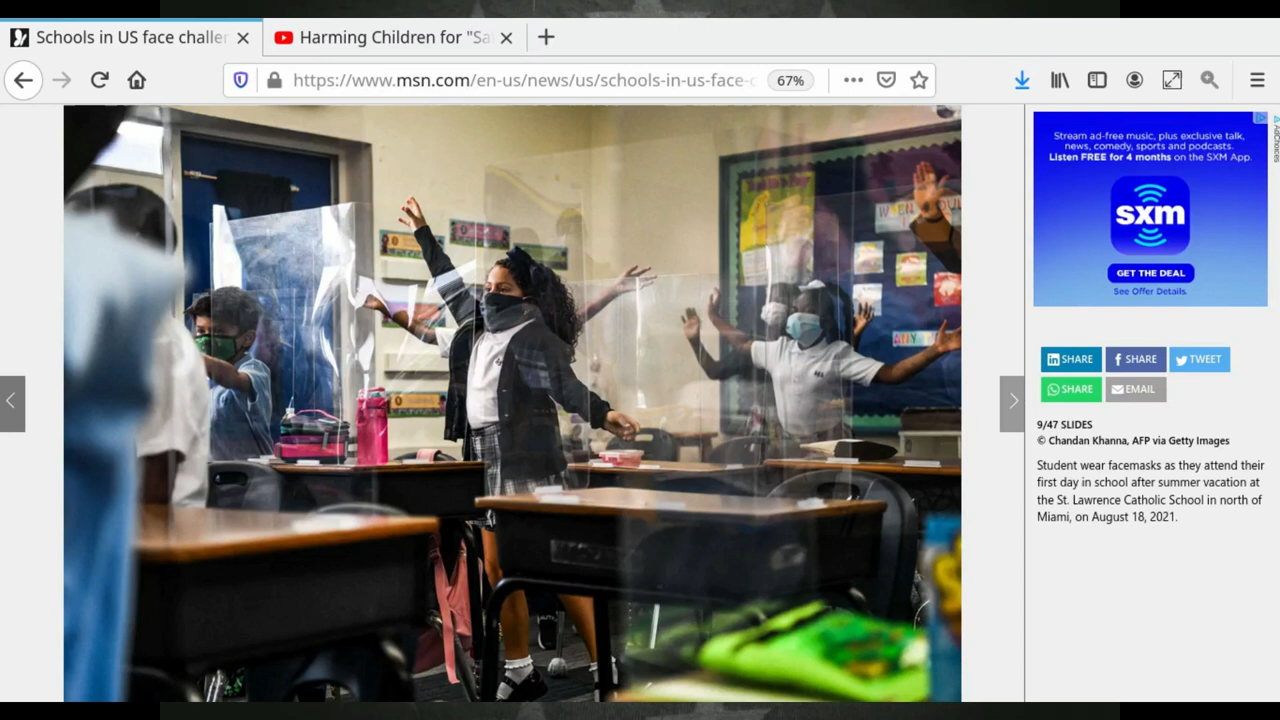 Schools in US face challen
Harming Children for "Sa
https://www.msn.com/en-us/news/us/schools-in-us-face-c
67%
AdChoices
Stream ad-free music, plus exclusive talk,
news, comedy, sports and podcasts.
Listen FREE for 4 months on the SXM App.
sxm
GET THE DEAL
See Offer Details.
SHARE
SHARE
TWEET
SHARE
EMAIL
9/47 SLIDES
© Chandan Khanna, AFP via Getty Images
Student wear facemasks as they attend their
first day in school after summer vacation at
the St. Lawrence Catholic School in north of
Miami, on August 18, 2021.
WHEN
ANY